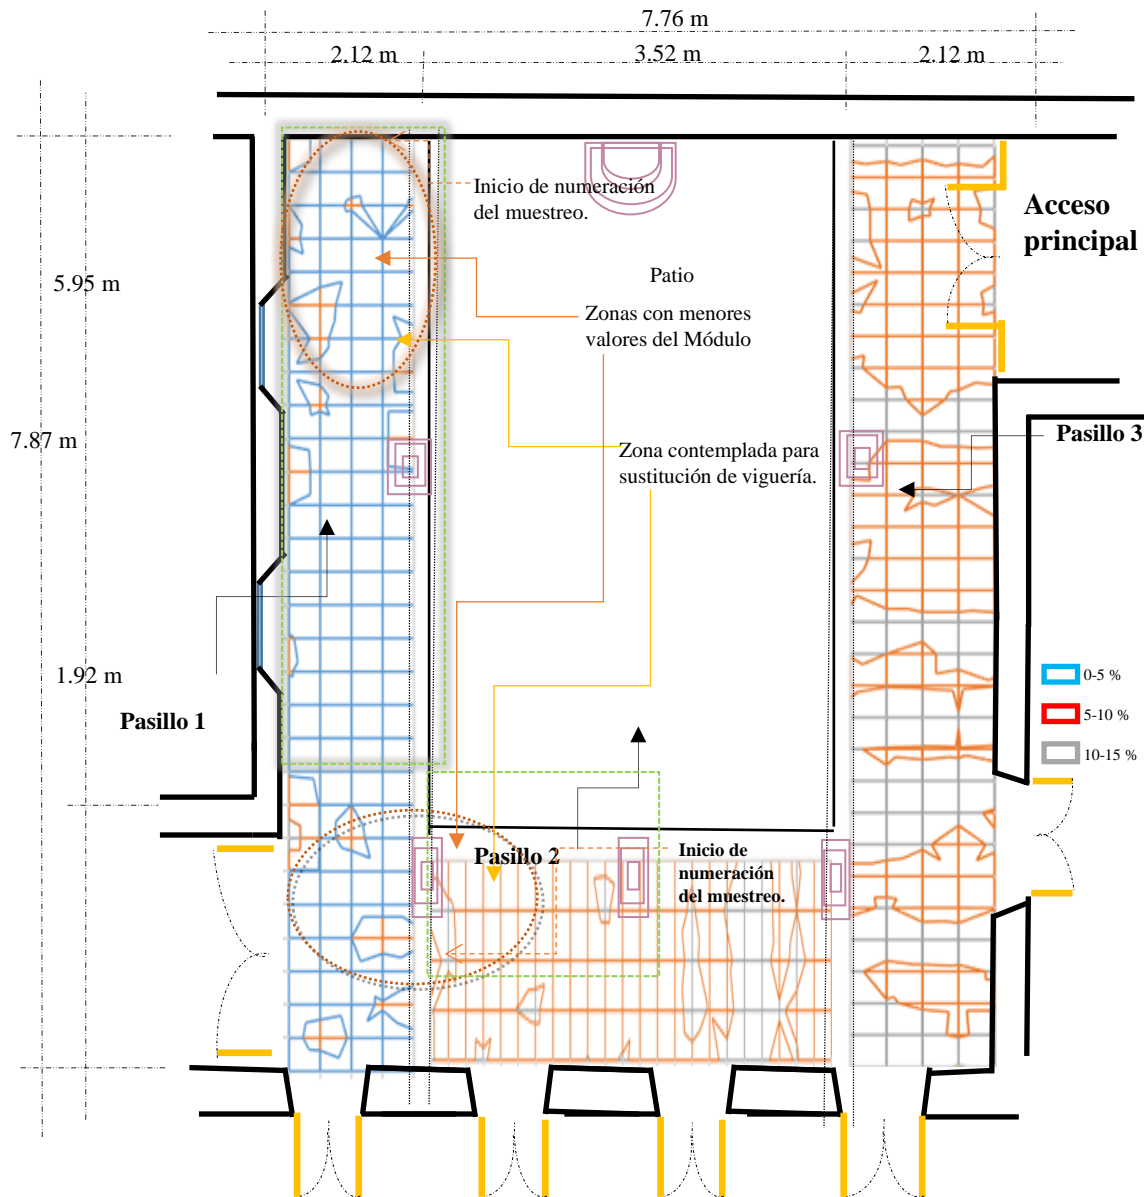 7.76 m
2.12 m
3.52 m
2.12 m
Inicio de numeración
del muestreo.
Acceso
principal
Patio
5.95 m
Zonas con menores
valores del Módulo
7.87 m
Pasillo 3
Zona contemplada para
sustitución de viguería.
1.92 m
0-5 %
Pasillo 1
5-10 %
10-15 %
Pasillo 2
Inicio de
numeración
del muestreo.